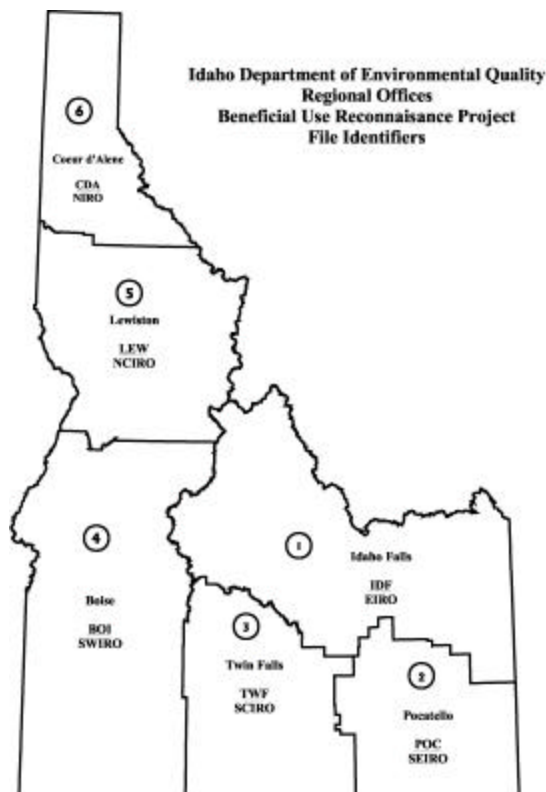 Idaho Department of Environmental Quality
Regional Offices
Beneficial Use Reconnaisance Project
File Identifiers
6
Coeur d'Alene
CDA
NIRO
5
Lewiston
LEW
NCIRO
4
Boise
BOI
SWIRO
1
Idaho Falls
IDF
EIRO
3
Twin Falls
TWF
SCIRO
2
Pocatello
POC
SEIRO